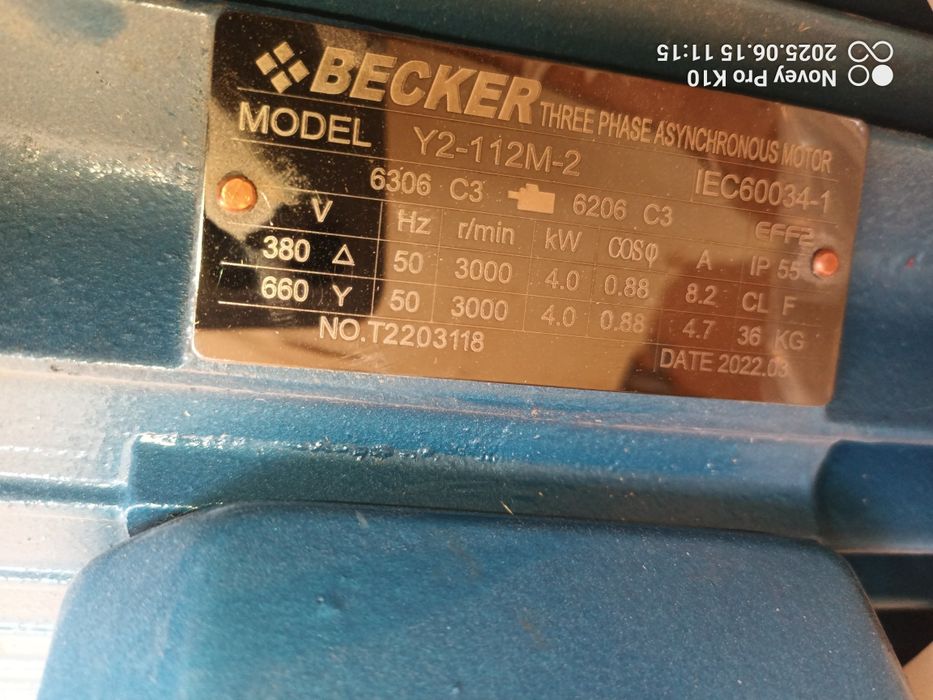 BECKER THREE PHASE ASYNCHRONOUS MOTOR
MODEL Y2-112M-2 IEC60034-1
6306 C3 6206 C3 EFF2
V Hz r/min kW COSφ A IP 55
380 Δ 50 3000 4.0 0.88 8.2 CL F
660 Y 50 3000 4.0 0.88 4.7 36 KG
NO.T2203118 DATE 2022.03
Novey Pro K10
2025.06.15 11:15